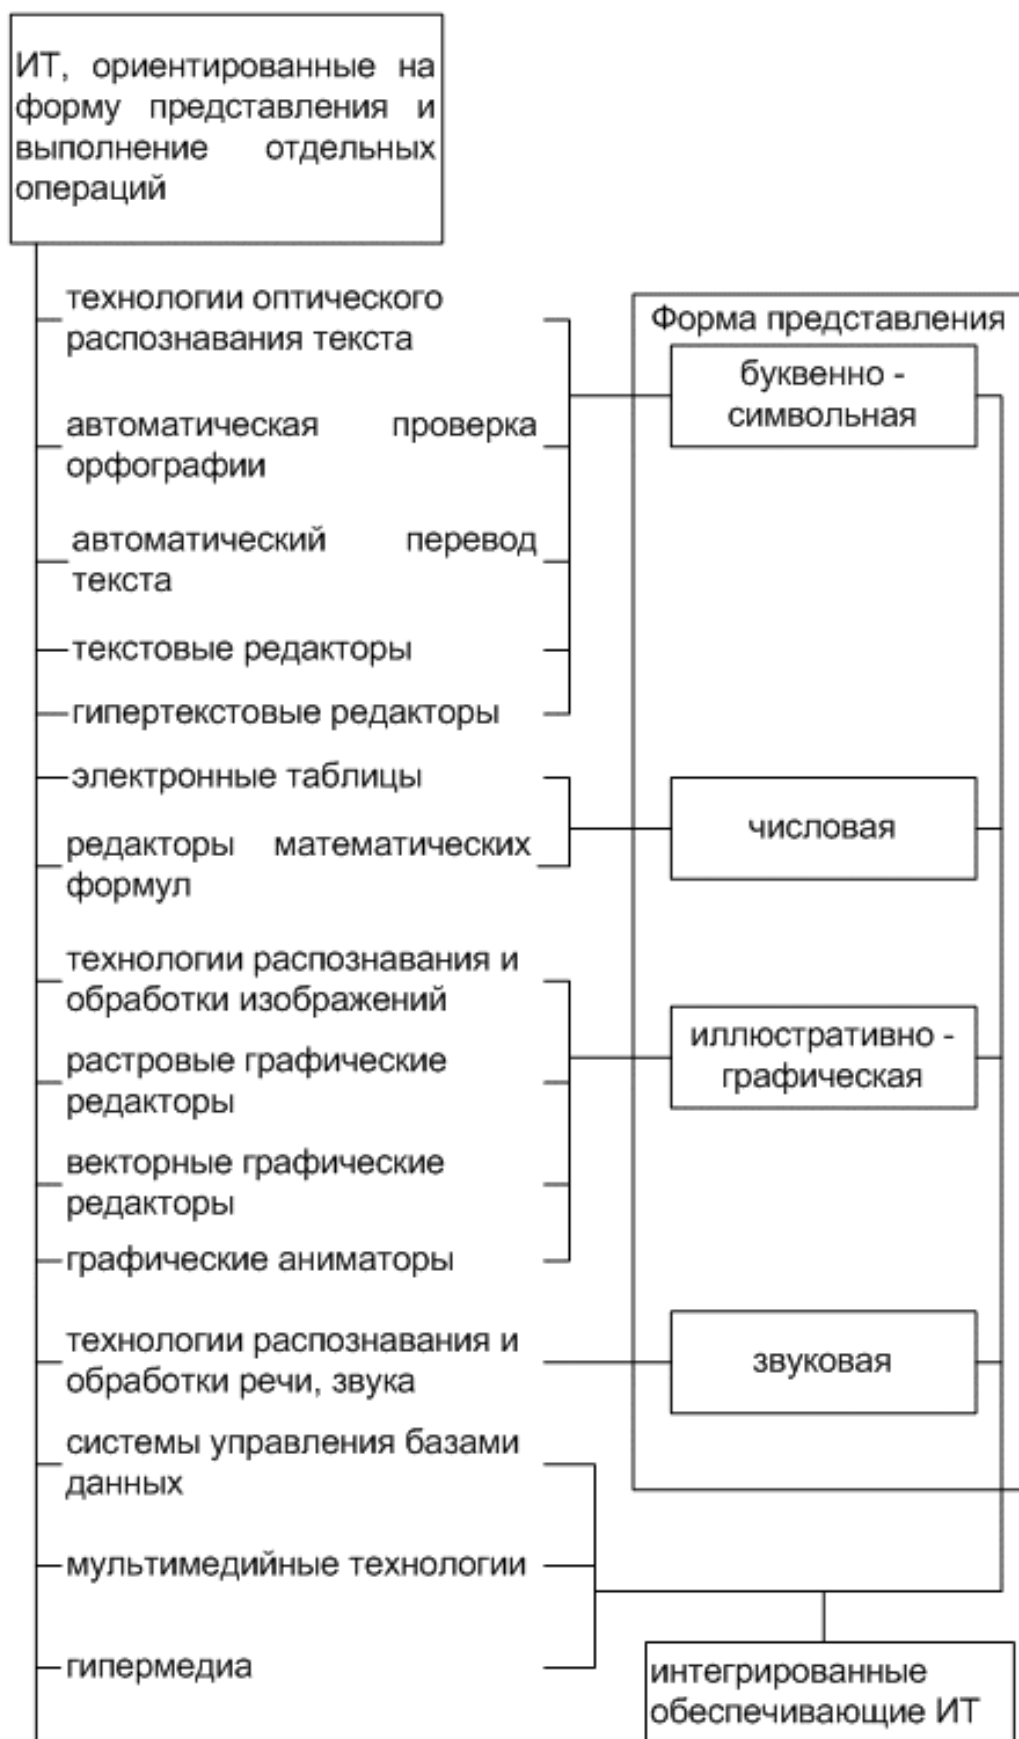 ИТ, ориентированные на
форму представления и
выполнение отдельных
операций
технологии оптического
распознавания текста
Форма представления
буквенно -
символьная
автоматическая проверка
орфографии
автоматический перевод
текста
текстовые редакторы
гипертекстовые редакторы
электронные таблицы
числовая
редакторы математических
формул
технологии распознавания и
обработки изображений
иллюстративно -
графическая
растровые графические
редакторы
векторные графические
редакторы
графические аниматоры
технологии распознавания и
обработки речи, звука
звуковая
системы управления базами
данных
мультимедийные технологии
гипермедиа
интегрированные
обеспечивающие ИТ